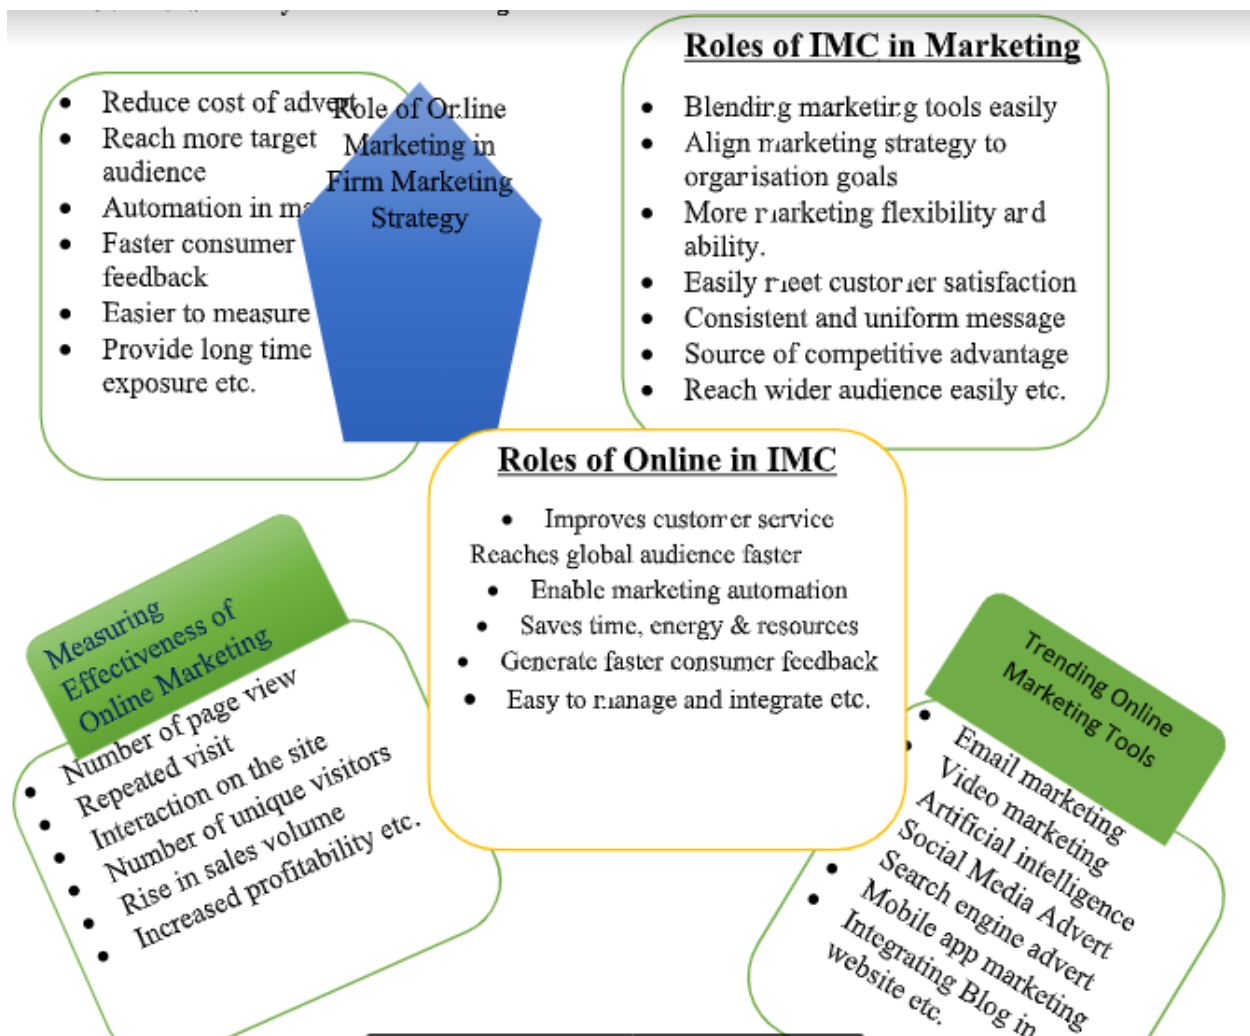 Roles of IMC in Marketing
• Blending marketing tools easily
• Align marketing strategy to
organisation goals
• More marketing flexibility and
ability.
• Easily meet customer satisfaction
• Consistent and uniform message
• Source of competitive advantage
• Reach wider audience easily etc.
• Reduce cost of advert
• Reach more target
audience
• Automation in ma
• Faster consumer
feedback
• Easier to measure
• Provide long time
exposure etc.
Role of Online
Marketing in
Firm Marketing
Strategy
Roles of Online in IMC
• Improves customer service
Reaches global audience faster
• Enable marketing automation
• Saves time, energy & resources
• Generate faster consumer feedback
• Easy to manage and integrate etc.
Measuring
Effectiveness of
Online Marketing
• Number of page view
• Repeated visit
• Interaction on the site
• Number of unique visitors
• Rise in sales volume
• Increased profitability etc.
Trending Online
Marketing Tools
• Email marketing
• Video marketing
Artificial intelligence
Social Media Advert
Search engine advert
• Mobile app marketing
• Integrating Blog in
website etc.